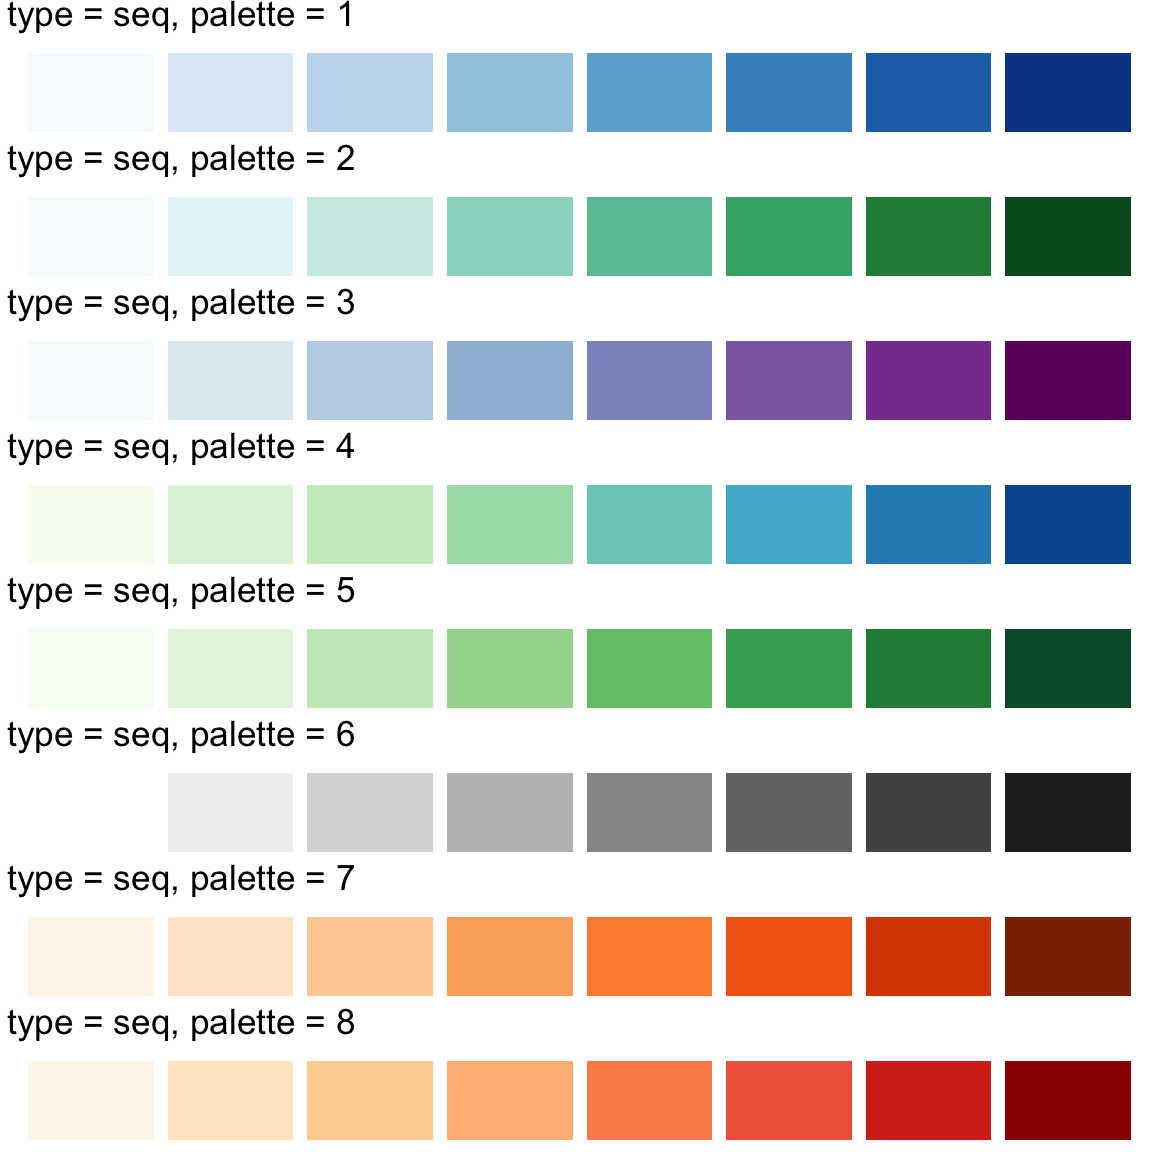 type = seq, palette = 1
type = seq, palette = 2
type = seq, palette = 3
type = seq, palette = 4
type = seq, palette = 5
type = seq, palette = 6
type = seq, palette = 7
type = seq, palette = 8